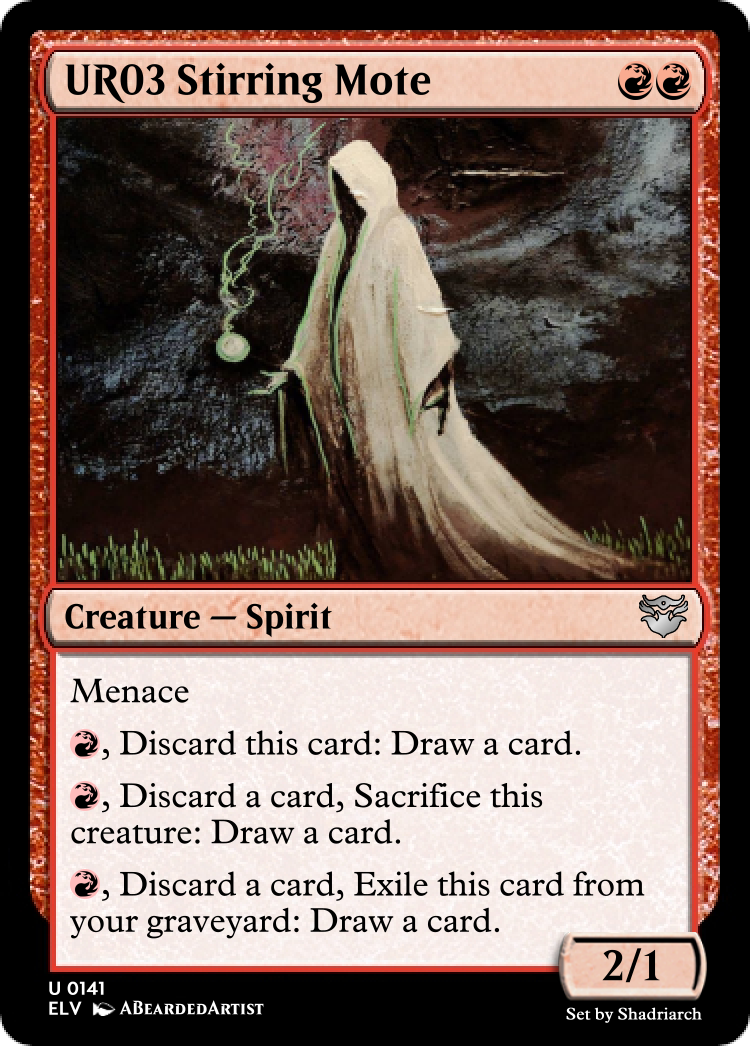 UR03 Stirring Mote
Creature — Spirit
Menace
, Discard this card: Draw a card.
, Discard a card, Sacrifice this
creature: Draw a card.
, Discard a card, Exile this card from
your graveyard: Draw a card.
2/1
U 0141
ELV ABeardedArtist
Set by Shadriarch